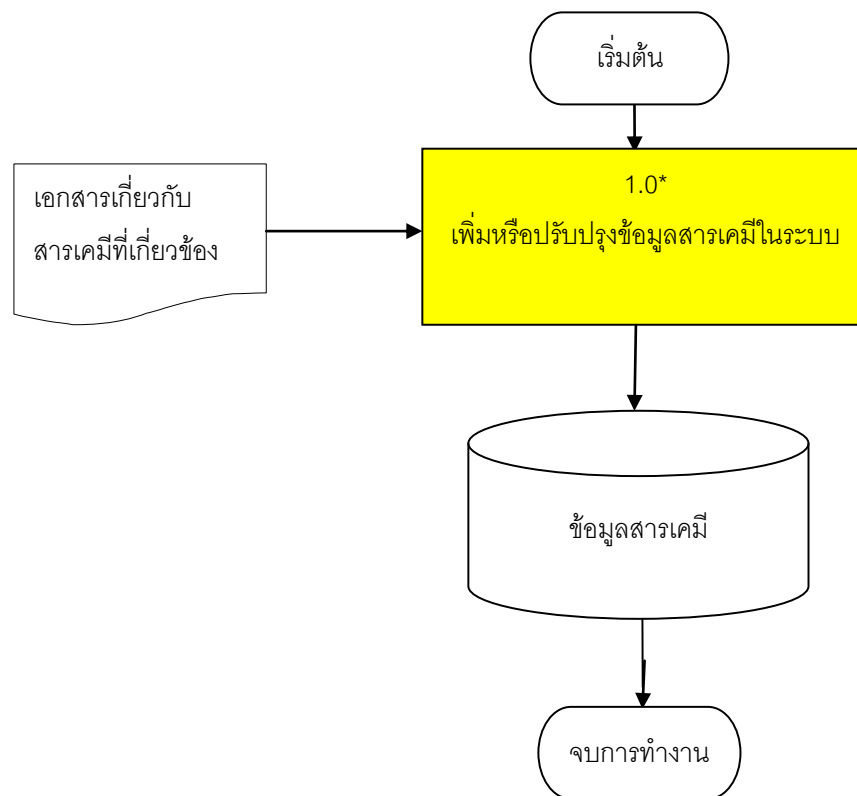 เริ่มต้น
เอกสารเกี่ยวกับ
สารเคมีที่เกี่ยวข้อง
1.0*
เพิ่มหรือปรับปรุงข้อมูลสารเคมีในระบบ
ข้อมูลสารเคมี
จบการทำงาน